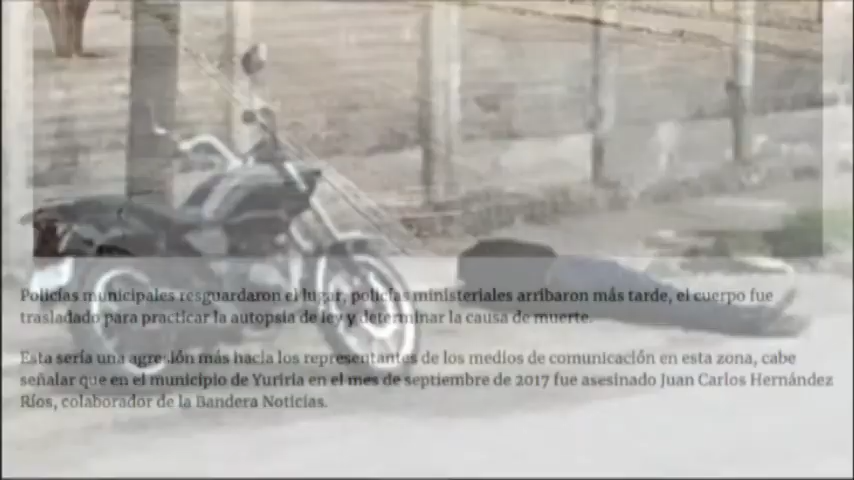 Policías municipales resguardaron el lugar, policías ministeriales arribaron más tarde, el cuerpo fue
trasladado para practicar la autopsia de ley y determinar la causa de muerte.
Esta sería una agresión más hacia los representantes de los medios de comunicación en esta zona, cabe
señalar que en el municipio de Yuriria en el mes de septiembre de 2017 fue asesinado Juan Carlos Hernández
Ríos, colaborador de la Bandera Noticias.